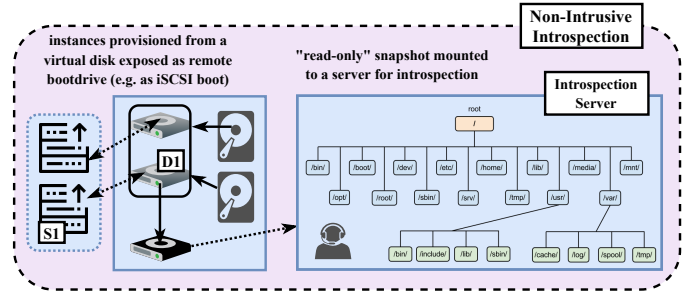 Non-Intrusive
Introspection
instances provisioned from a
virtual disk exposed as remote
bootdrive (e.g. as iSCSI boot)
"read-only" snapshot mounted
to a server for introspection
Introspection
Server
D1
S1
root
/
/bin/ /boot/ /dev/ /etc/ /home/ /lib/ /media/ /mnt/
/opt/ /root/ /sbin/ /srv/ /tmp/ /usr/ /var/
/bin/ /include/ /lib/ /sbin/ /cache/ /log/ /spool/ /tmp/